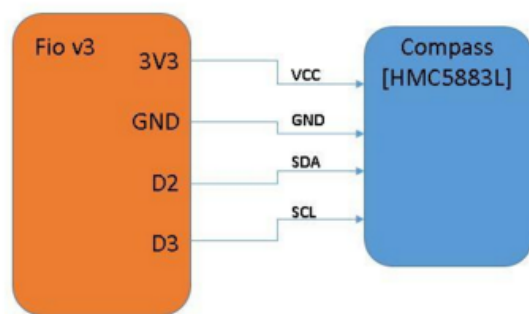 Fio v3
3V3
GND
D2
D3
VCC
GND
SDA
SCL
Compass
[HMC5883L]